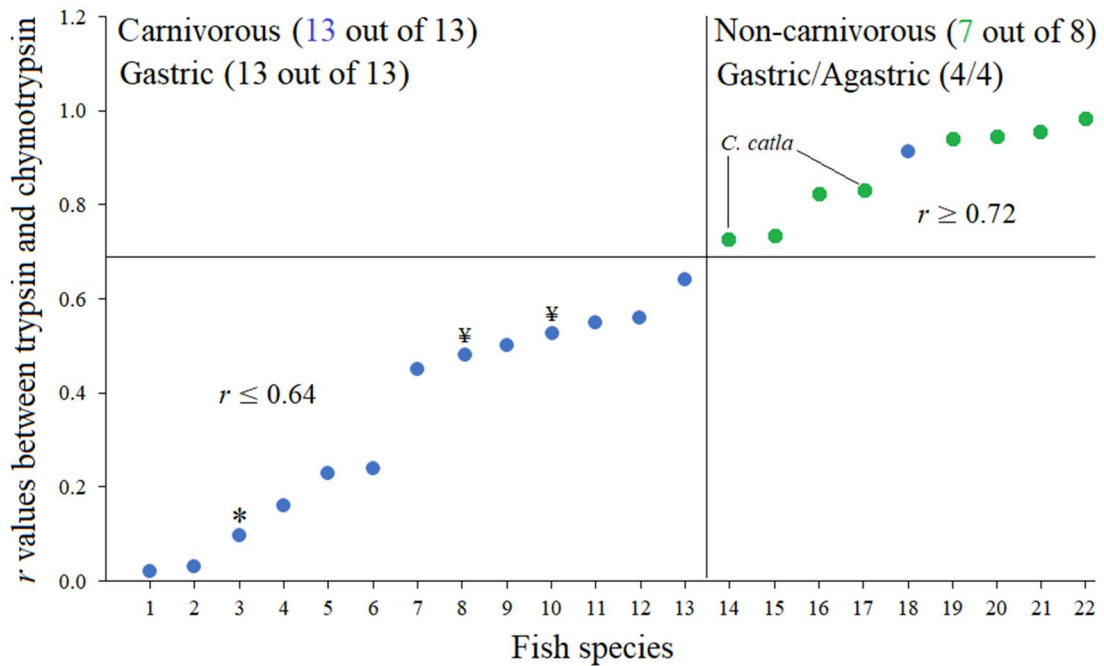 r values between trypsin and chymotrypsin
1.2
1.0
0.8
0.6
0.4
0.2
0.0
Carnivorous (13 out of 13)
Gastric (13 out of 13)
Non-carnivorous (7 out of 8)
Gastric/Agastric (4/4)
C. catla
r ≥ 0.72
r ≤ 0.64
*
¥
¥
1 2 3 4 5 6 7 8 9 10 11 12 13 14 15 16 17 18 19 20 21 22
Fish species